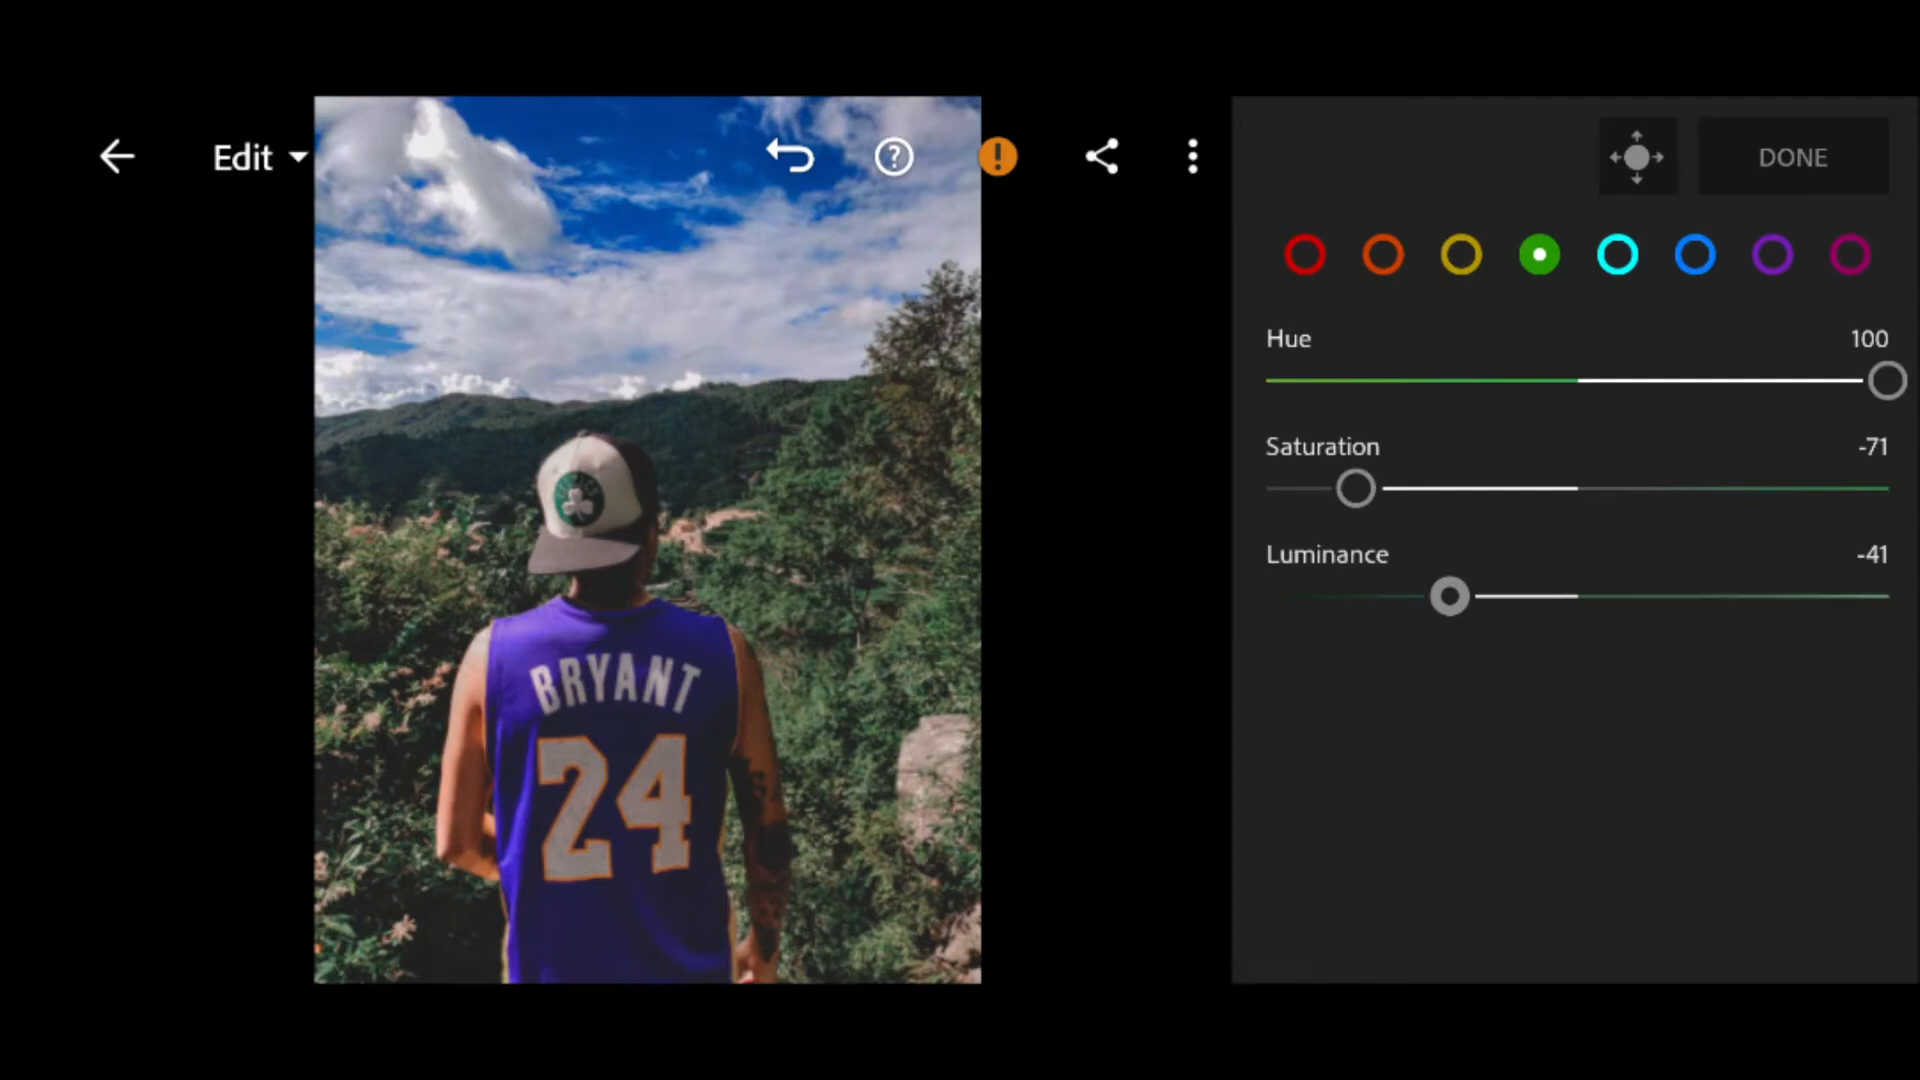 Edit
DONE
Hue 100
Saturation -71
Luminance -41
BRYANT
24